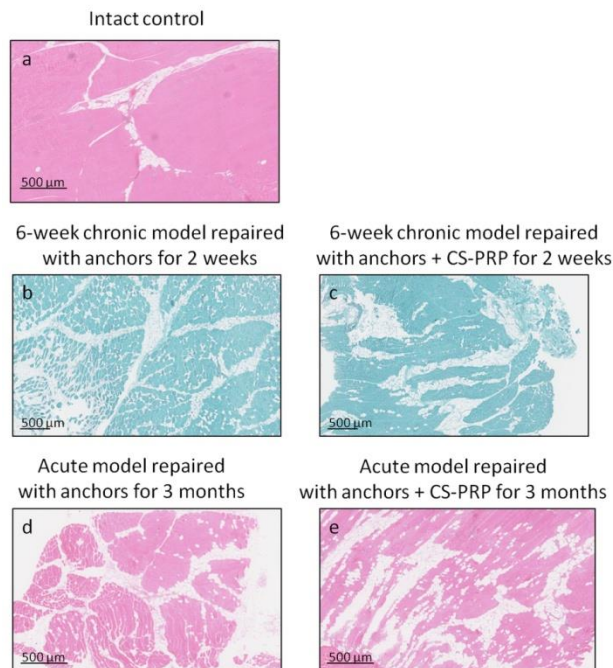 Intact control
a
500 µm
6-week chronic model repaired
with anchors for 2 weeks
6-week chronic model repaired
with anchors + CS-PRP for 2 weeks
b
500 µm
c
500 µm
Acute model repaired
with anchors for 3 months
Acute model repaired
with anchors + CS-PRP for 3 months
d
500 µm
e
500 µm